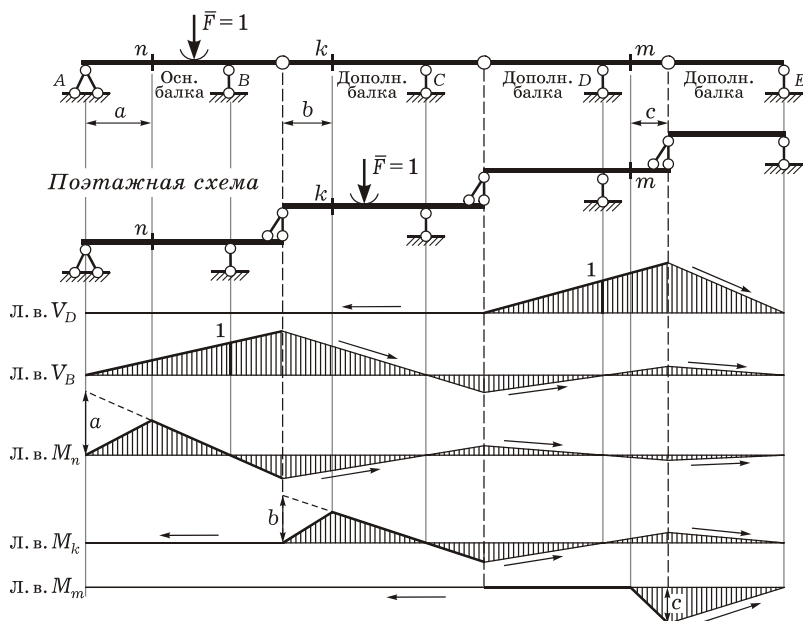 F̅ = 1
n k m
A Осн. балка B Дополн. балка C Дополн. балка D Дополн. балка E
a b c
Поэтажная схема
F̅ = 1
k
m
n
Л. в. V_D 1
Л. в. V_B 1
a
Л. в. M_n
b
Л. в. M_k
Л. в. M_m c